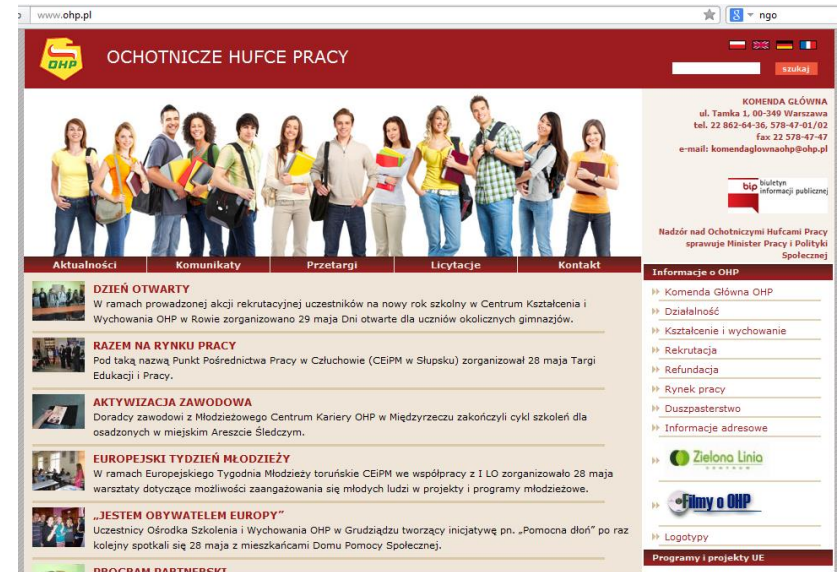 www.ohp.pl
ngo
OHP
OCHOTNICZE HUFCE PRACY
szukaj
KOMENDA GŁÓWNA
ul. Tamka 1, 00-349 Warszawa
tel. 22 862-64-36, 578-47-01/02
fax 22 578-47-47
e-mail: komendaglownaohp@ohp.pl
bip biuletyn
informacji publicznej
Nadzór nad Ochotniczymi Hufcami Pracy
sprawuje Minister Pracy i Polityki
Społecznej
Aktualności Komunikaty Przetargi Licytacje Kontakt
DZIEŃ OTWARTY
W ramach prowadzonej akcji rekrutacyjnej uczestników na nowy rok szkolny w Centrum Kształcenia i
Wychowania OHP w Rowie zorganizowano 29 maja Dni otwarte dla uczniów okolicznych gimnazjów.
RAZEM NA RYNKU PRACY
Pod taką nazwą Punkt Pośrednictwa Pracy w Człuchowie (CEiPM w Słupsku) zorganizował 28 maja Targi
Edukacji i Pracy.
AKTYWIZACJA ZAWODOWA
Doradcy zawodowi z Młodzieżowego Centrum Kariery OHP w Międzyrzeczu zakończyli cykl szkoleń dla
osadzonych w miejskim Areszcie Śledczym.
EUROPEJSKI TYDZIEŃ MŁODZIEŻY
W ramach Europejskiego Tygodnia Młodzieży toruńskie CEiPM we współpracy z I LO zorganizowało 28 maja
warsztaty dotyczące możliwości zaangażowania się młodych ludzi w projekty i programy młodzieżowe.
„JESTEM OBYWATELEM EUROPY”
Uczestnicy Ośrodka Szkolenia i Wychowania OHP w Grudziądzu tworzący inicjatywę pn. „Pomocna dłoń” po raz
kolejny spotkali się 28 maja z mieszkańcami Domu Pomocy Społecznej.
PROGRAM PARTNERSKI
Informacje o OHP
Komenda Główna OHP
Działalność
Kształcenie i wychowanie
Rekrutacja
Refundacja
Rynek pracy
Duszpasterstwo
Informacje adresowe
Zielona Linia
CENTRUM
Filmy o OHP
Logotypy
Programy i projekty UE